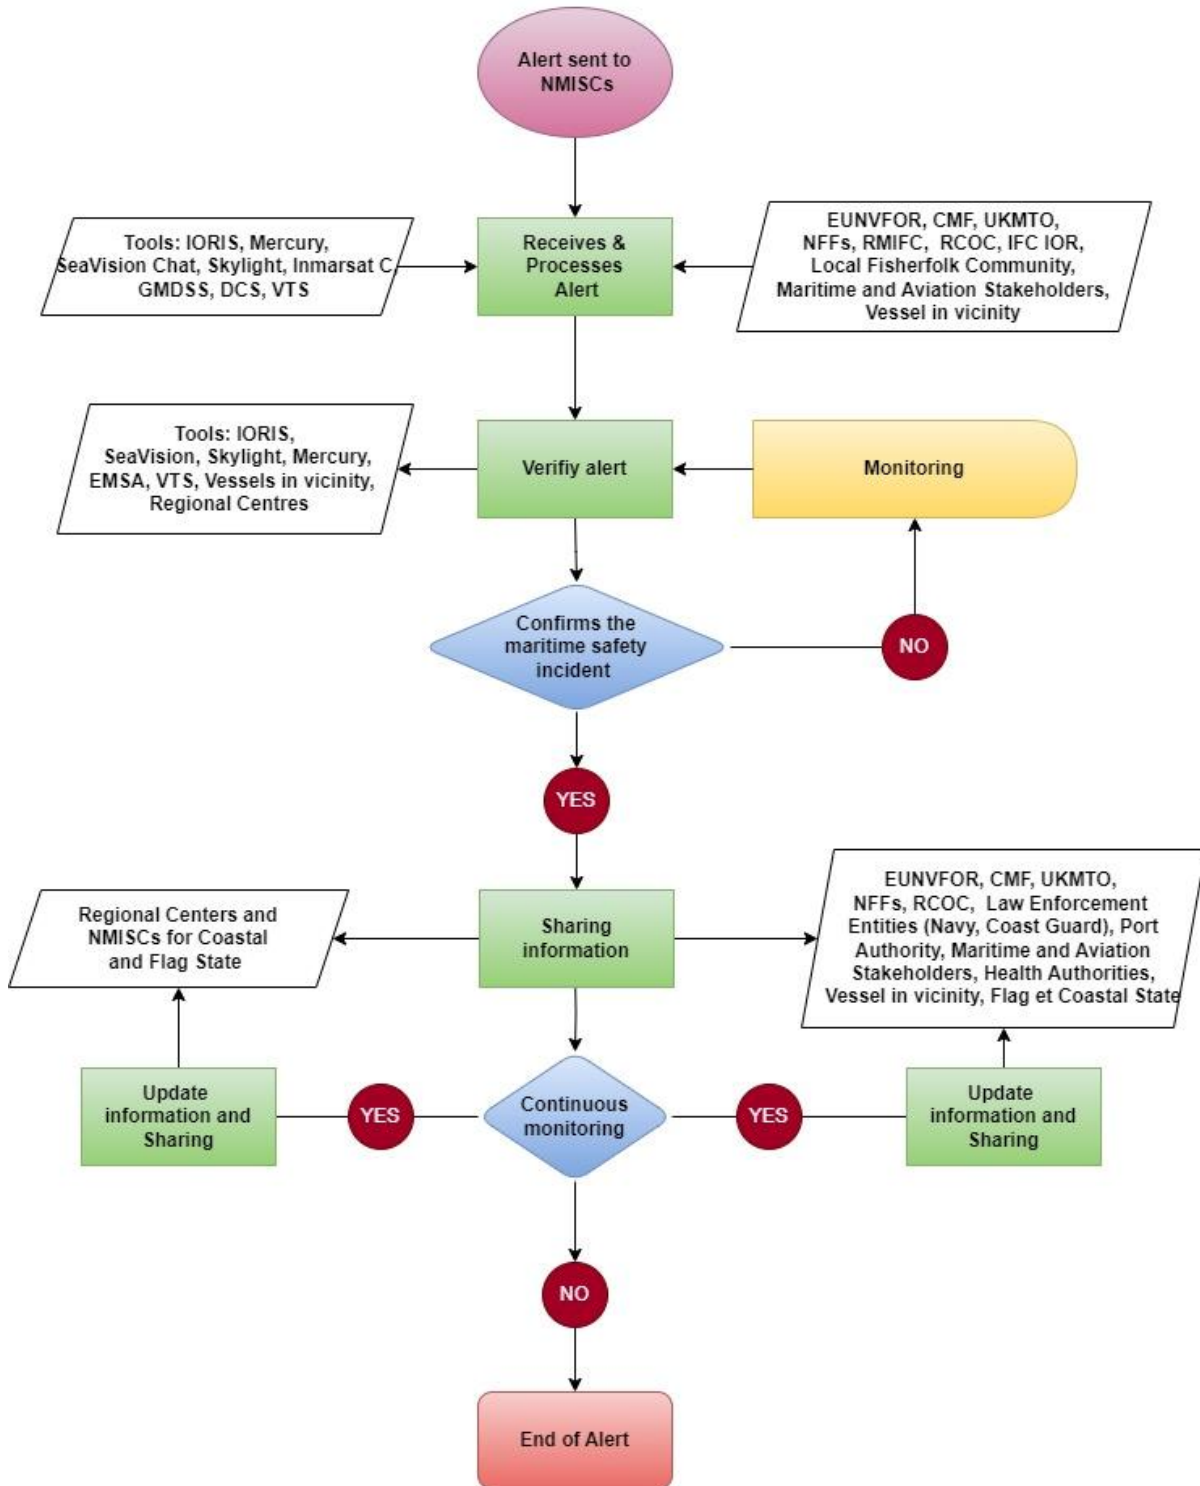 Alert sent to
NMISCs
Tools: IORIS, Mercury,
SeaVision Chat, Skylight, Inmarsat C,
GMDSS, DCS, VTS
Receives &
Processes
Alert
EUNVFOR, CMF, UKMTO,
NFFs, RMIFC, RCOC, IFC IOR,
Local Fisherfolk Community,
Maritime and Aviation Stakeholders,
Vessel in vicinity
Tools: IORIS,
SeaVision, Skylight, Mercury,
EMSA, VTS, Vessels in vicinity,
Regional Centres
Verifiy alert
Monitoring
Confirms the
maritime safety
incident
NO
YES
Regional Centers and
NMISCs for Coastal
and Flag State
Sharing
information
EUNVFOR, CMF, UKMTO,
NFFs, RCOC, Law Enforcement
Entities (Navy, Coast Guard), Port
Authority, Maritime and Aviation
Stakeholders, Health Authorities,
Vessel in vicinity, Flag et Coastal State
Update
information and
Sharing
YES
Continuous
monitoring
YES
Update
information and
Sharing
NO
End of Alert